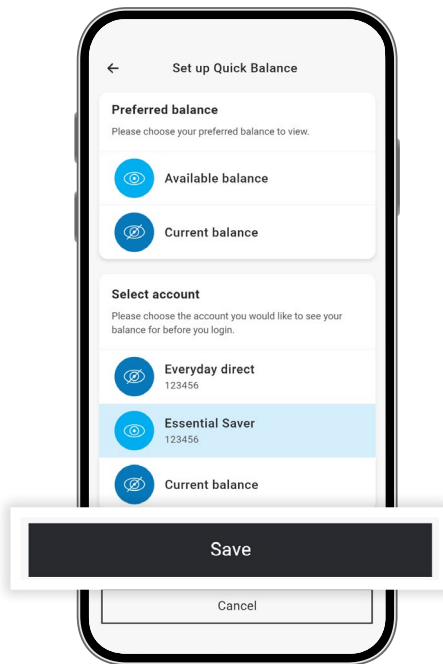 Set up Quick Balance
Preferred balance
Please choose your preferred balance to view.
Available balance
Current balance
Select account
Please choose the account you would like to see your
balance for before you login.
Everyday direct
123456
Essential Saver
123456
Current balance
Save
Cancel